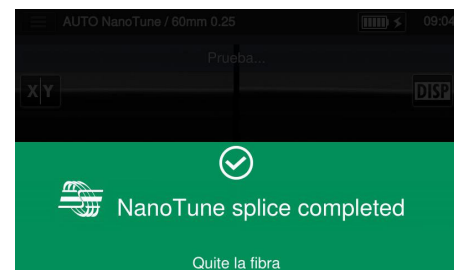 AUTO NanoTune / 60mm 0.25
09:04
Prueba...
X|Y
DISP
NanoTune splice completed
Quite la fibra